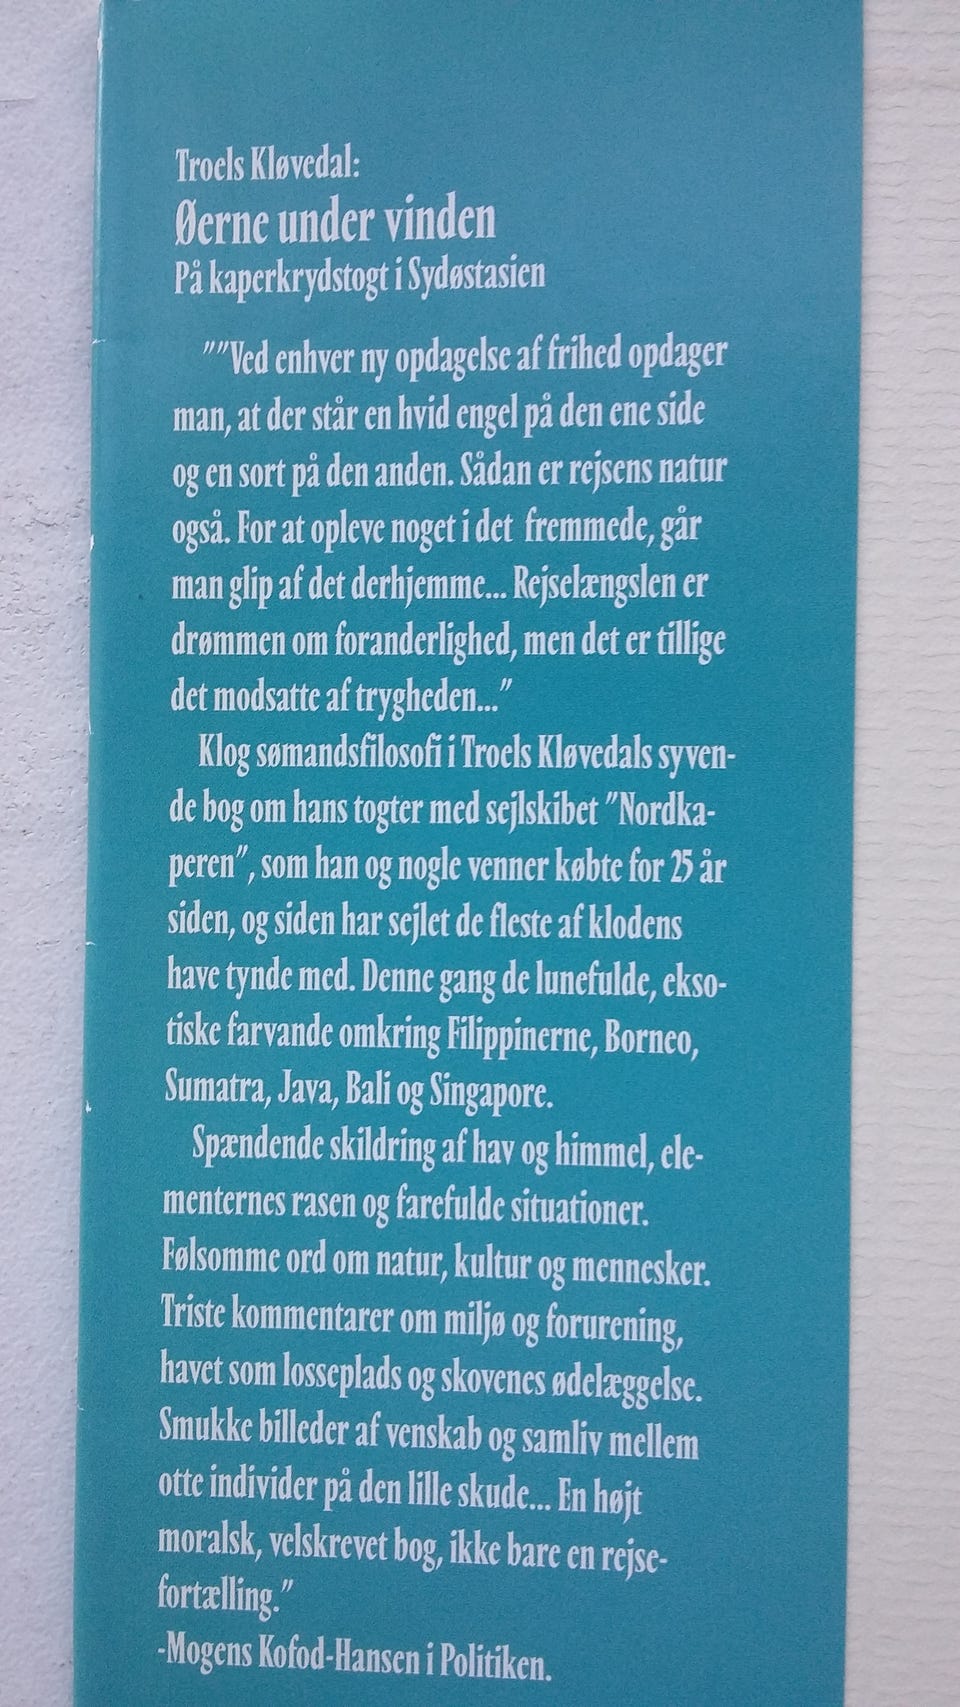 Troels Kløvedal:
Øerne under vinden
På kaperkrydstogt i Sydøstasien
""Ved enhver ny opdagelse af frihed opdager
man, at der står en hvid engel på den ene side
og en sort på den anden. Sådan er rejsens natur
også. For at opleve noget i det fremmede, går
man glip af det derhjemme... Rejselængslen er
drømmen om foranderlighed, men det er tillige
det modsatte af trygheden..."
Klog sømandsfilosofi i Troels Kløvedals syven-
de bog om hans togter med sejlskibet "Nordka-
peren", som han og nogle venner købte for 25 år
siden, og siden har sejlet de fleste af klodens
have tynde med. Denne gang de lunefulde, ekso-
tiske farvande omkring Filippinerne, Borneo,
Sumatra, Java, Bali og Singapore.
Spændende skildring af hav og himmel, ele-
menternes rasen og farefulde situationer.
Følsomme ord om natur, kultur og mennesker.
Triste kommentarer om miljø og forurening,
havet som losseplads og skovenes ødelæggelse.
Smukke billeder af venskab og samliv mellem
otte individer på den lille skude... En højt
moralsk, velskrevet bog, ikke bare en rejse-
fortælling."
-Mogens Kofod-Hansen i Politiken.